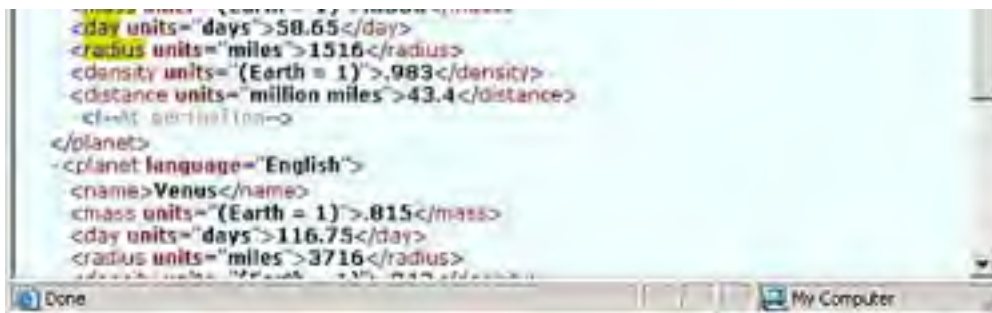 <day units="days">58.65</day>
<radius units="miles">1516</radius>
<density units="(Earth = 1)">.983</density>
<distance units="million miles">43.4</distance>
<!--At perihelion-->
</planet>
-<planet language="English">
<name>Venus</name>
<mass units="(Earth = 1)">.815</mass>
<day units="days">116.75</day>
<radius units="miles">3716</radius>
Done
My Computer